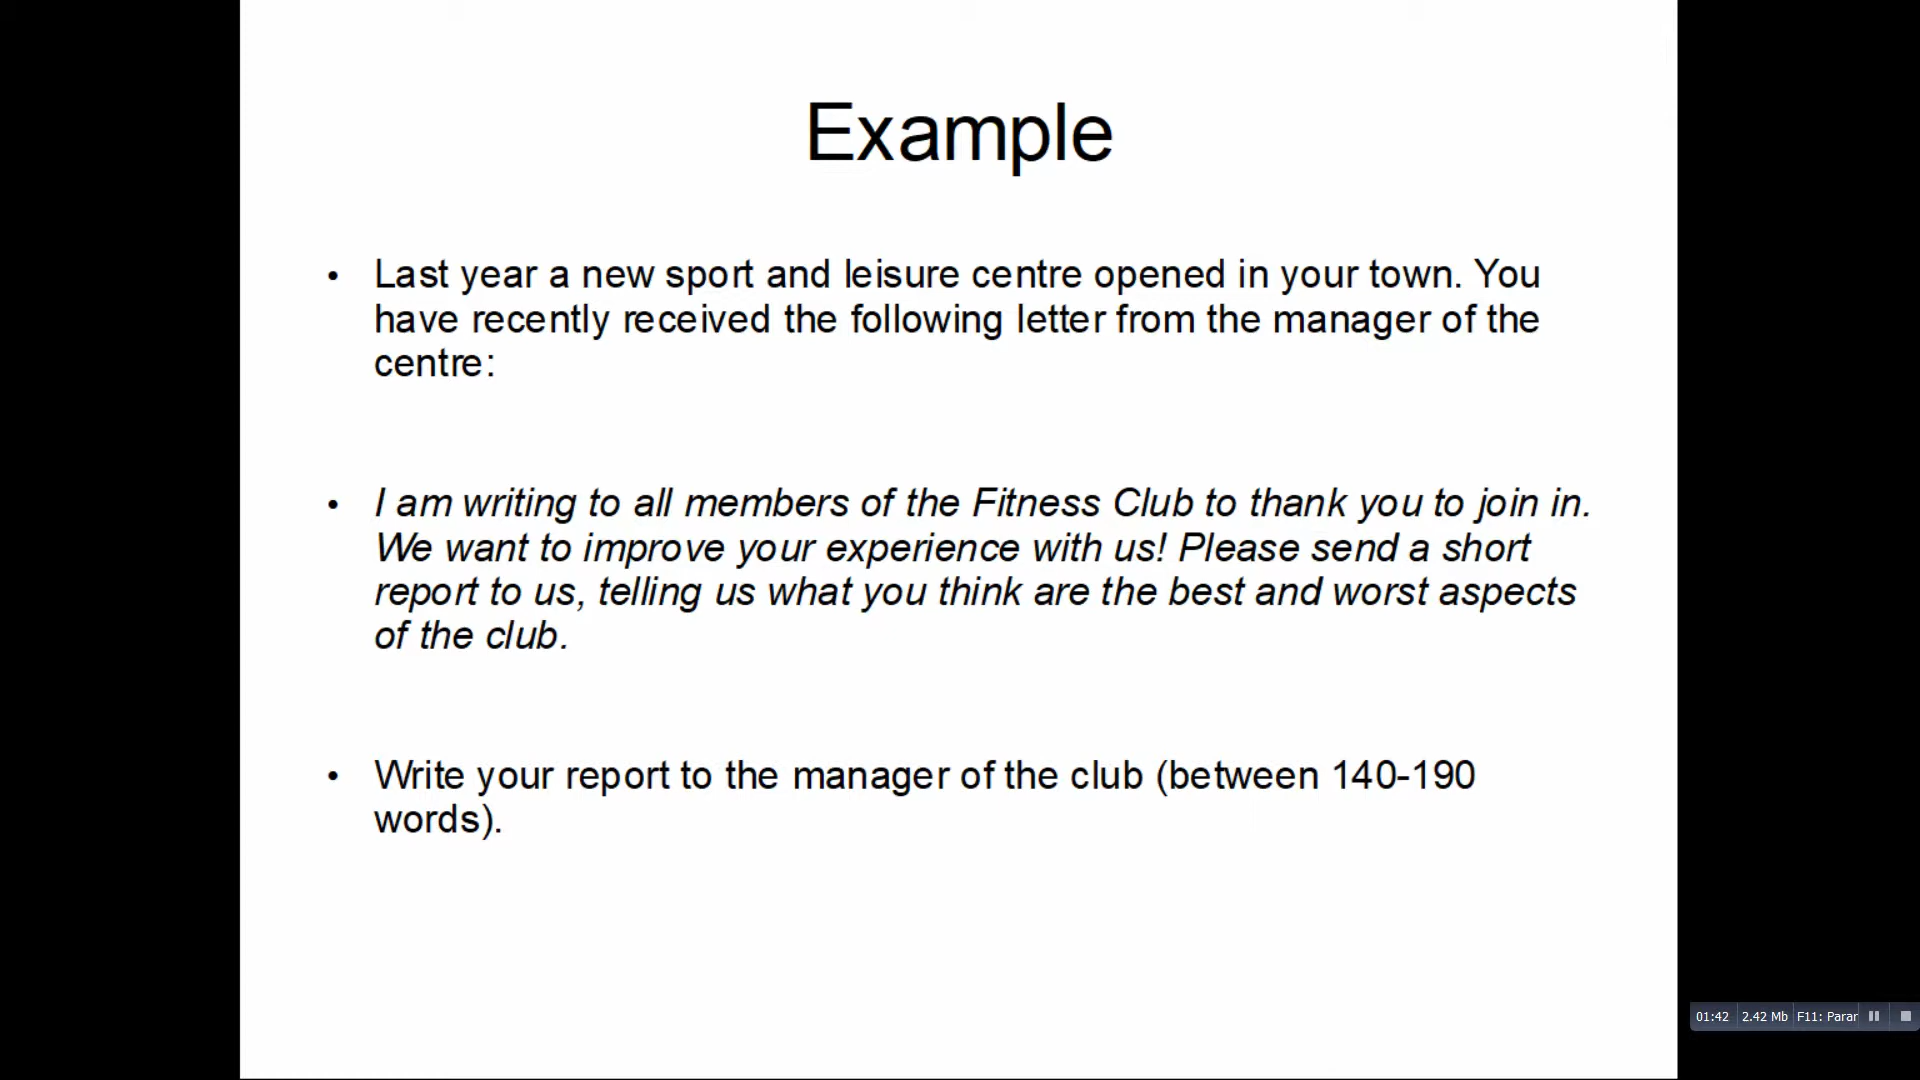 Example
• Last year a new sport and leisure centre opened in your town. You
have recently received the following letter from the manager of the
centre:
• I am writing to all members of the Fitness Club to thank you to join in.
We want to improve your experience with us! Please send a short
report to us, telling us what you think are the best and worst aspects
of the club.
• Write your report to the manager of the club (between 140-190
words).
01:42 2.42 Mb F11: Parar